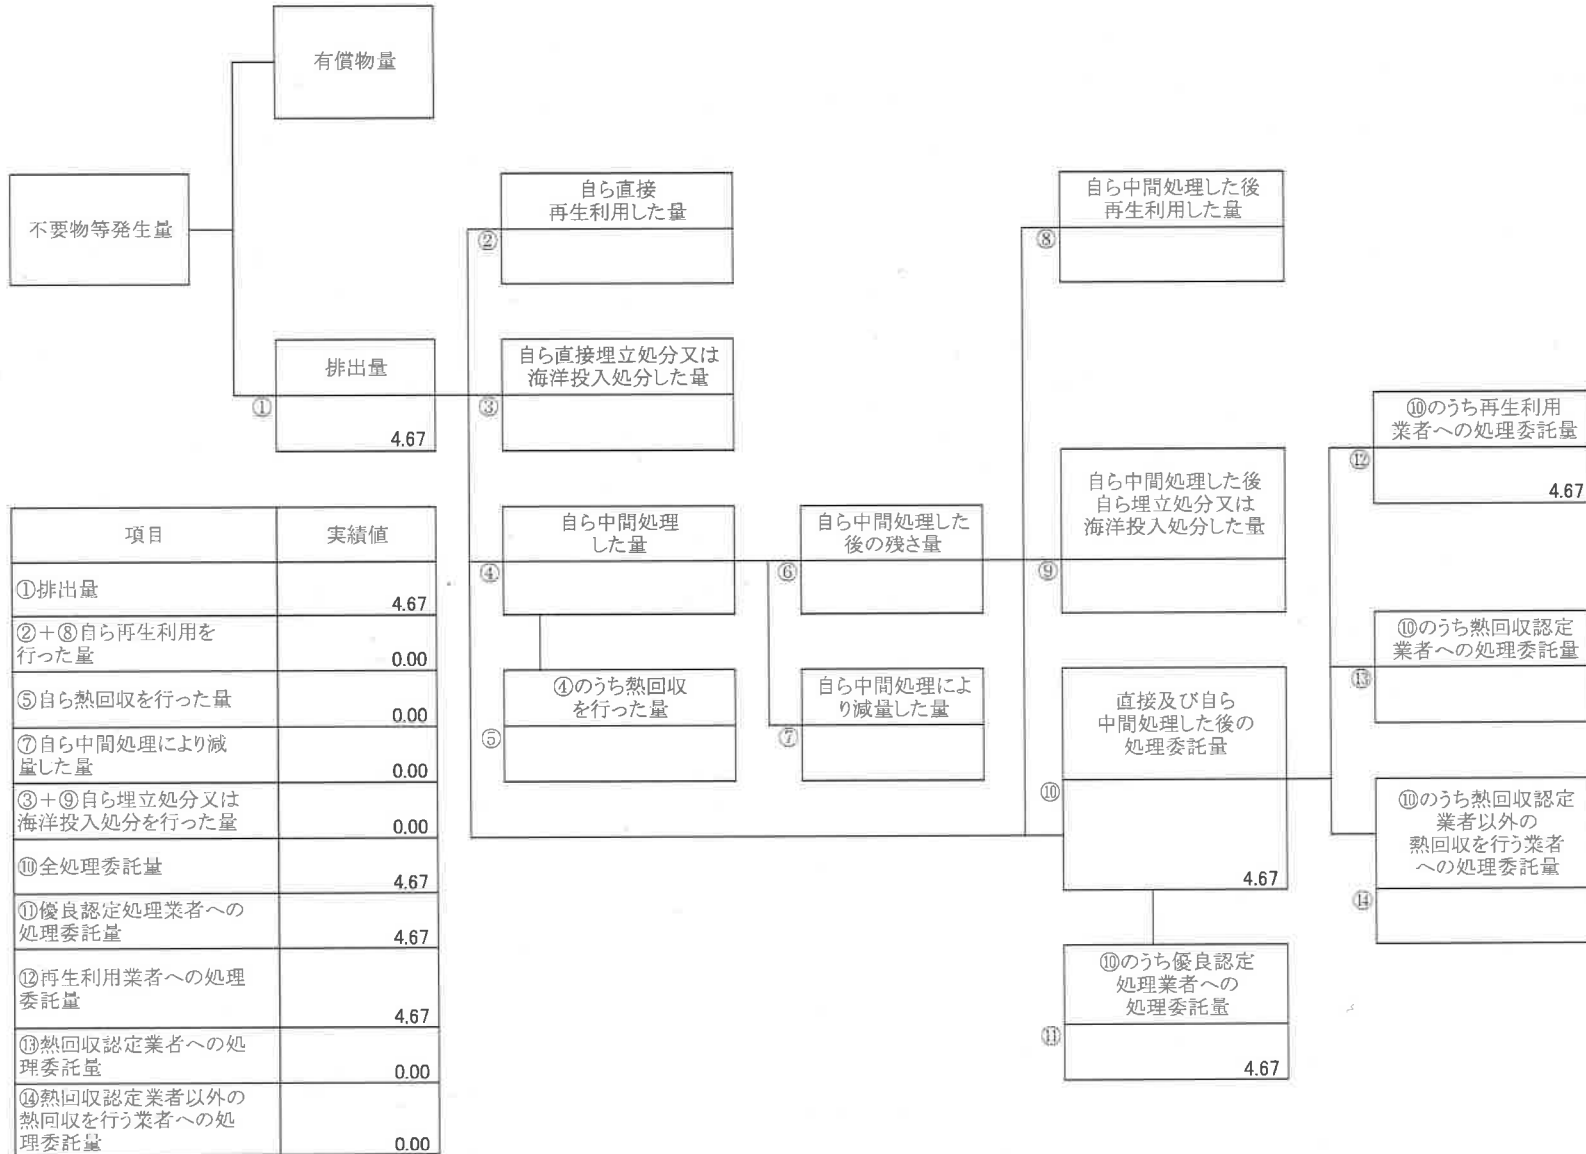 有償物量
不要物等発生量
自ら直接
再生利用した量
②
自ら中間処理した後
再生利用した量
⑧
排出量
①
4.67
自ら直接埋立処分又は
海洋投入処分した量
③
⑩のうち再生利用
業者への処理委託量
⑫
4.67
自ら中間処理
した量
④
自ら中間処理した
後の残さ量
⑥
自ら中間処理した後
自ら埋立処分又は
海洋投入処分した量
⑨
⑩のうち熱回収認定
業者への処理委託量
⑬
④のうち熱回収
を行った量
⑤
自ら中間処理によ
り減量した量
⑦
直接及び自ら
中間処理した後の
処理委託量
⑩
4.67
⑩のうち熱回収認定
業者以外の
熱回収を行う業者
への処理委託量
⑭
⑩のうち優良認定
処理業者への
処理委託量
⑪
4.67
項目 実績値
①排出量 4.67
②＋⑧自ら再生利用を
行った量 0.00
⑤自ら熱回収を行った量 0.00
⑦自ら中間処理により減
量した量 0.00
③＋⑨自ら埋立処分又は
海洋投入処分を行った量 0.00
⑩全処理委託量 4.67
⑪優良認定処理業者への
処理委託量 4.67
⑫再生利用業者への処理
委託量 4.67
⑬熱回収認定業者への処
理委託量 0.00
⑭熱回収認定業者以外の
熱回収を行う業者への処
理委託量 0.00